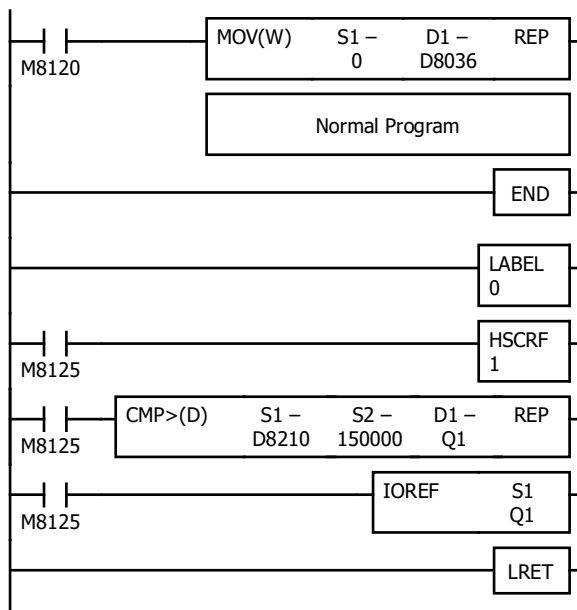 MOV(W) S1 – D1 – REP
0 D8036
M8120
Normal Program
END
LABEL
0
HSCRF
1
M8125
CMP>(D) S1 – S2 – D1 – REP
D8210 150000 Q1
M8125
IOREF S1
Q1
M8125
LRET